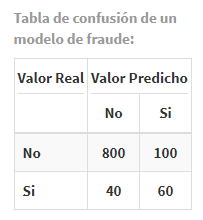 Tabla de confusión de un
modelo de fraude:
Valor Real Valor Predicho
No Si
No 800 100
Si 40 60